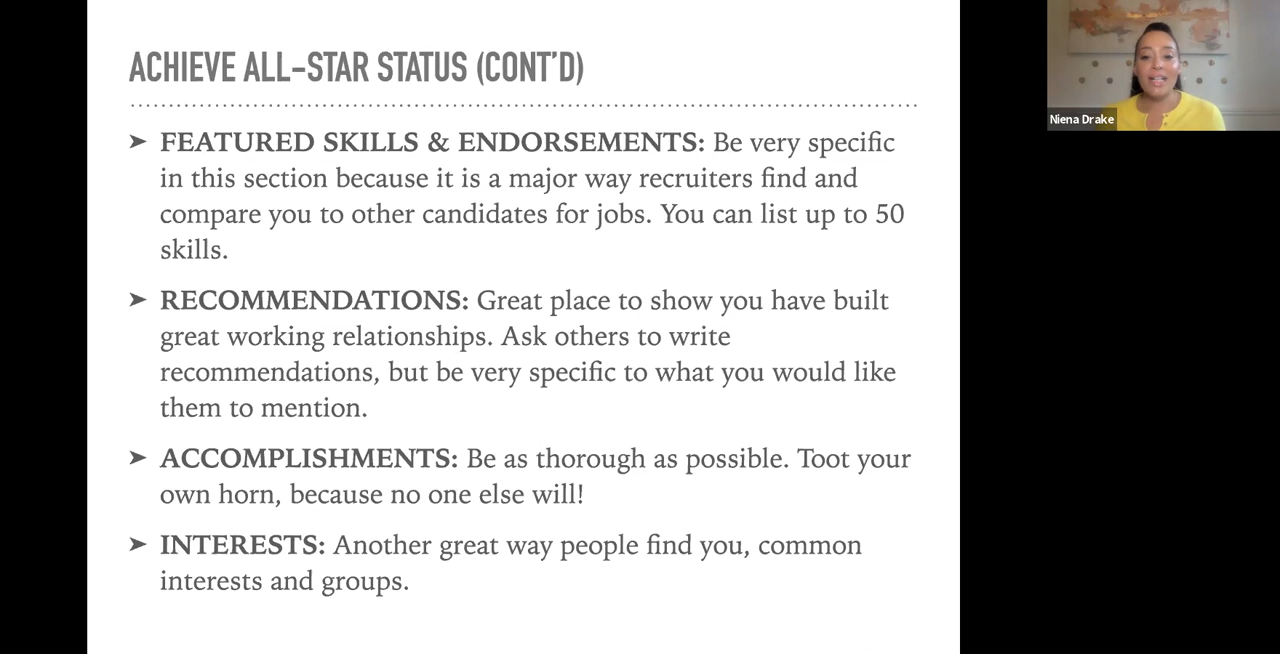 ACHIEVE ALL-STAR STATUS (CONT'D)
➤ FEATURED SKILLS & ENDORSEMENTS: Be very specific
in this section because it is a major way recruiters find and
compare you to other candidates for jobs. You can list up to 50
skills.
➤ RECOMMENDATIONS: Great place to show you have built
great working relationships. Ask others to write
recommendations, but be very specific to what you would like
them to mention.
➤ ACCOMPLISHMENTS: Be as thorough as possible. Toot your
own horn, because no one else will!
➤ INTERESTS: Another great way people find you, common
interests and groups.
Niena Drake